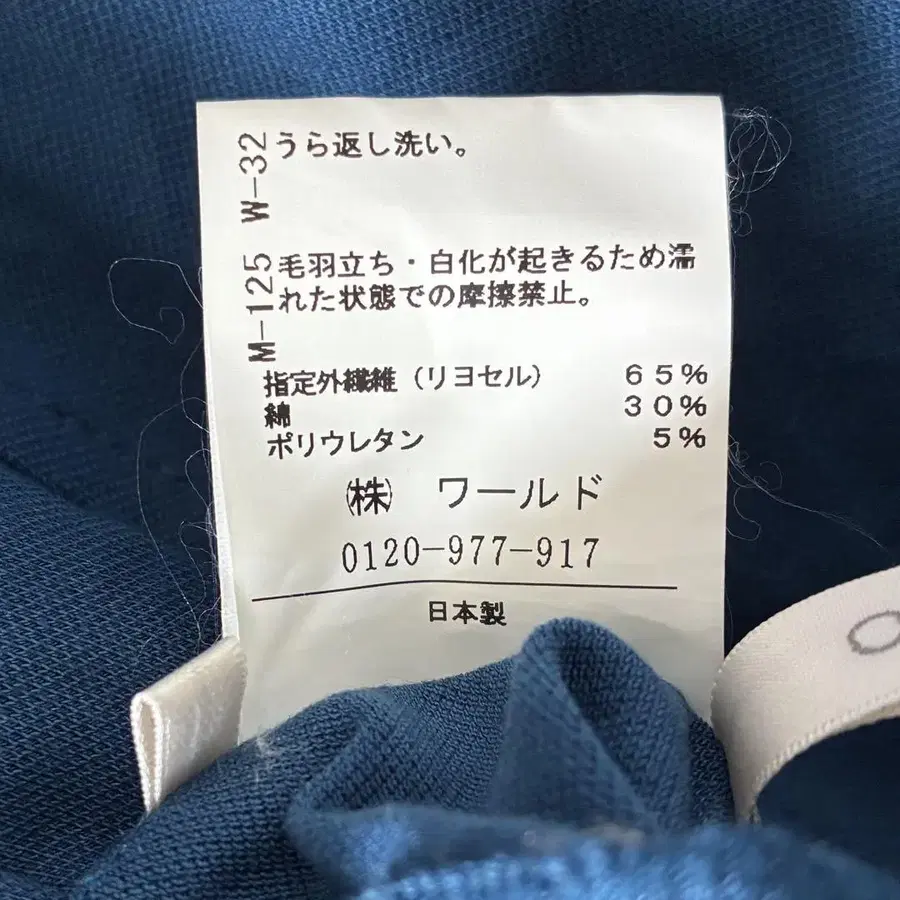 W-32
うら返し洗い。
M-125
毛羽立ち・白化が起きるため濡
れた状態での摩擦禁止。
指定外繊維（リヨセル） 65%
綿 30%
ポリウレタン 5%
㈱ ワールド
0120-977-917
日本製